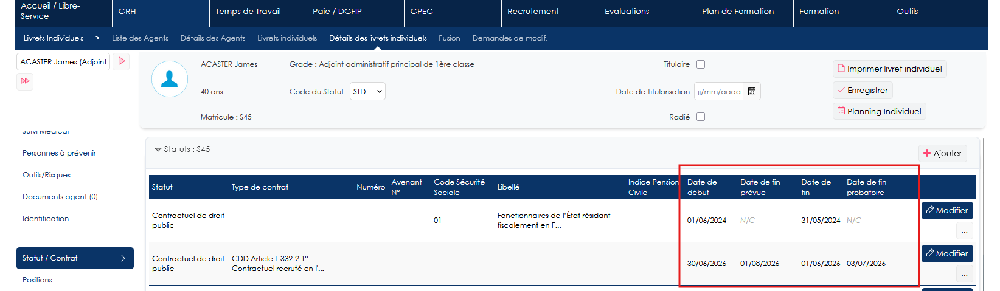 Accueil / Libre-
Service
GRH
Temps de Travail
Paie / DGFIP
GPEC
Recrutement
Evaluations
Plan de Formation
Formation
Outils
Livrets Individuels > Liste des Agents Détails des Agents Livrets individuels Détails des livrets individuels Fusion Demandes de modif.
ACASTER James (Adjoint
ACASTER James
Grade : Adjoint administratif principal de 1ère classe
Titulaire
Imprimer livret individuel
40 ans
Code du Statut : STD
Date de Titularisation jj/mm/aaaa
Enregistrer
Matricule : S45
Radié
Planning Individuel
Suivi Médical
Personnes à prévenir
Outils/Risques
Documents agent (0)
Identification
Statut / Contrat
Positions
Statuts : S45
Ajouter
Statut
Type de contrat
Numéro
Avenant
N°
Code Sécurité
Sociale
Libellé
Indice Pension
Civile
Date de
début
Date de fin
prévue
Date de
fin
Date de fin
probatoire
Contractuel de droit
public
01
Fonctionnaires de l'État résidant
fiscalement en F...
01/06/2024
N/C
31/05/2024
N/C
Modifier
...
Contractuel de droit
public
CDD Article L 332-2 1° -
Contractuel recruté en l'...
30/06/2026
01/08/2026
01/06/2026
03/07/2026
Modifier
...